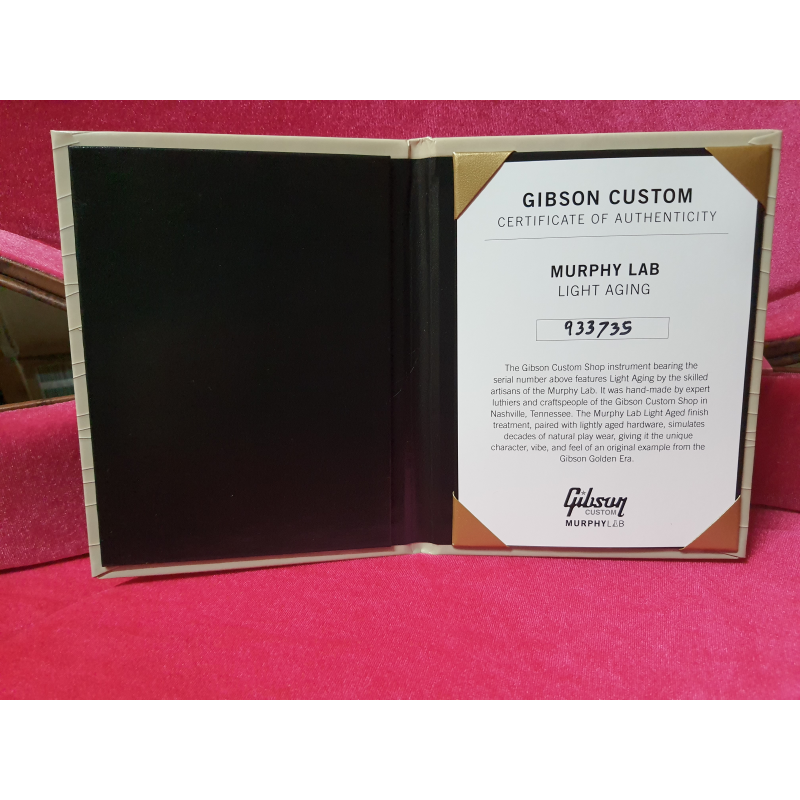 GIBSON CUSTOM
CERTIFICATE OF AUTHENTICITY
MURPHY LAB
LIGHT AGING
933735
The Gibson Custom Shop instrument bearing the
serial number above features Light Aging by the skilled
artisans of the Murphy Lab. It was hand-made by expert
luthiers and craftspeople of the Gibson Custom Shop in
Nashville, Tennessee. The Murphy Lab Light Aged finish
treatment, paired with lightly aged hardware, simulates
decades of natural play wear, giving it the unique
character, vibe, and feel of an original example from the
Gibson Golden Era.
Gibson
CUSTOM
MURPHY LAB